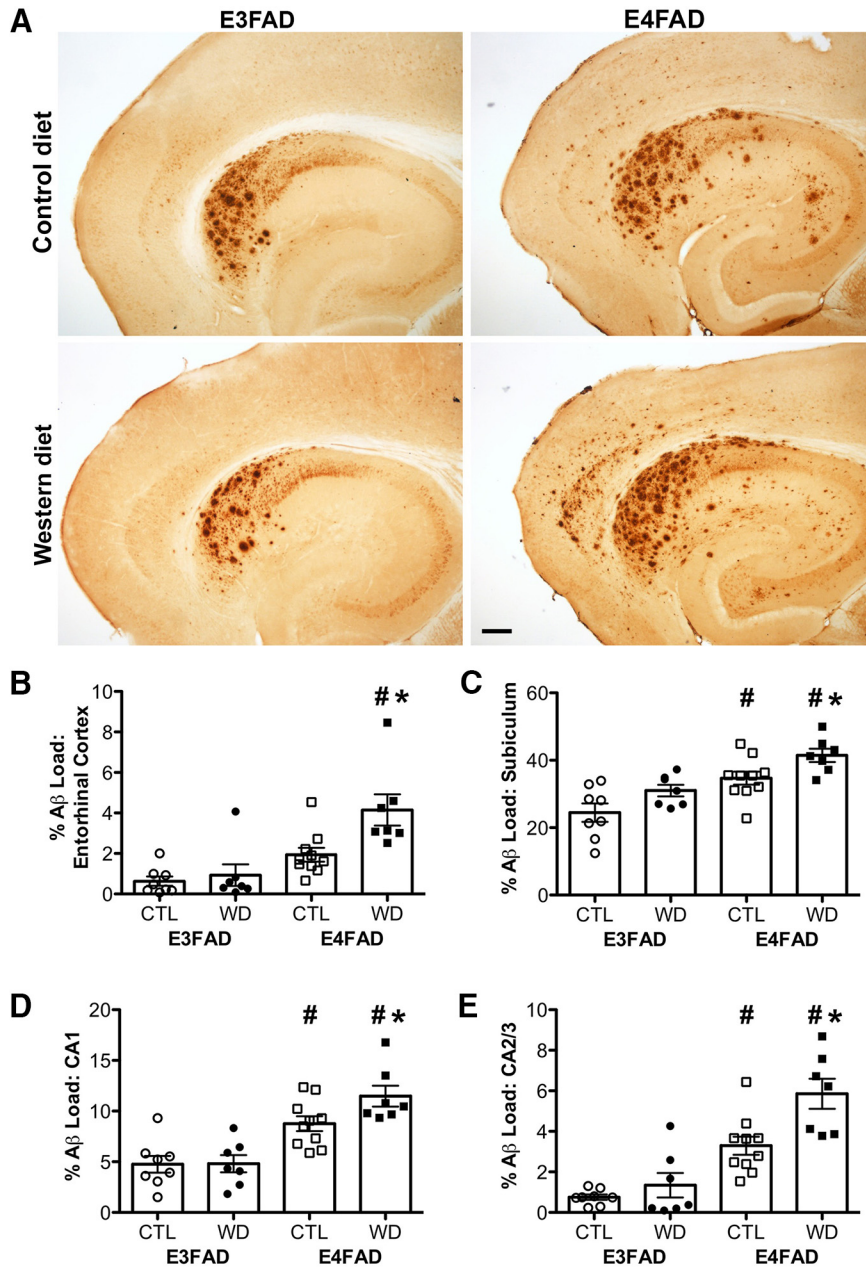 A
E3FAD
E4FAD
Control diet
Western diet
B
% Aβ Load:
Entorhinal Cortex
10
8
6
4
2
0
# *
CTL
WD
CTL
WD
E3FAD
E4FAD
C
% Aβ Load: Subiculum
60
40
20
0
#
# *
CTL
WD
CTL
WD
E3FAD
E4FAD
D
% Aβ Load: CA1
20
15
10
5
0
#
# *
CTL
WD
CTL
WD
E3FAD
E4FAD
E
% Aβ Load: CA2/3
10
8
6
4
2
0
#
# *
CTL
WD
CTL
WD
E3FAD
E4FAD